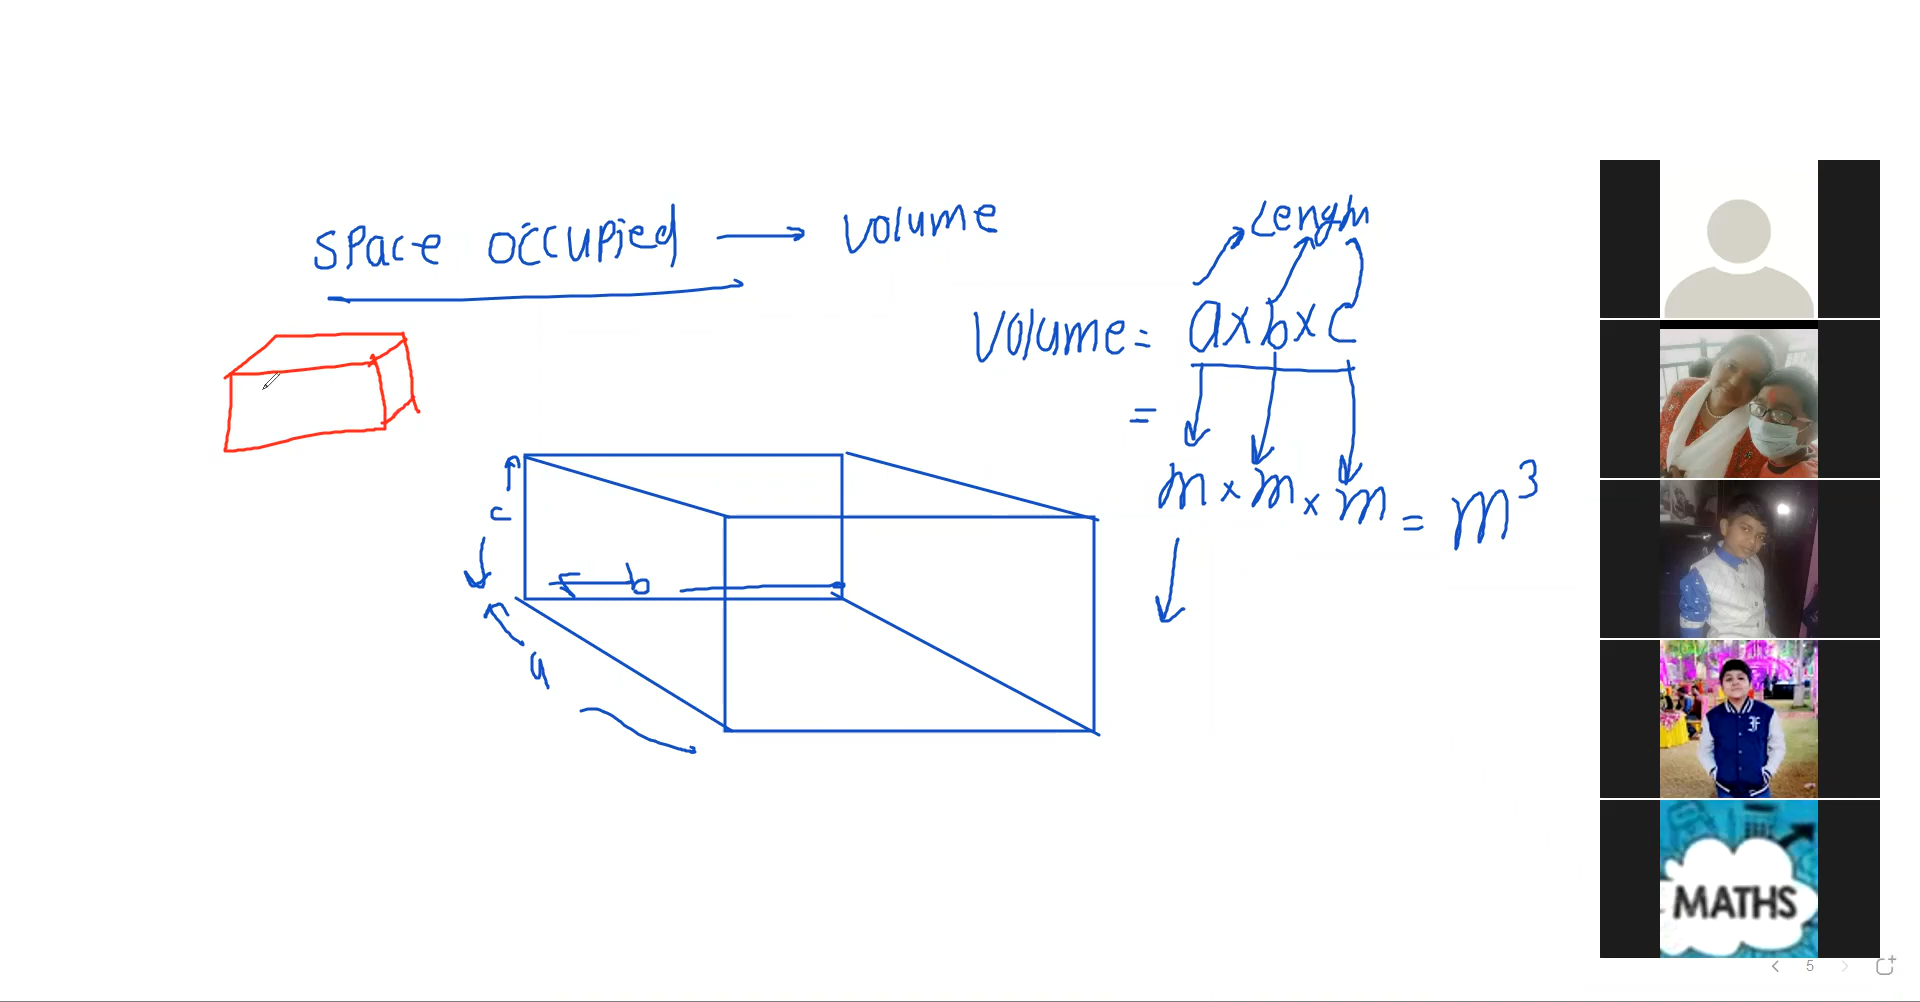 space occupied → volume
Length
Volume = a x b x c
=
m x m x m = m³
c
b
a
F
MATHS
5